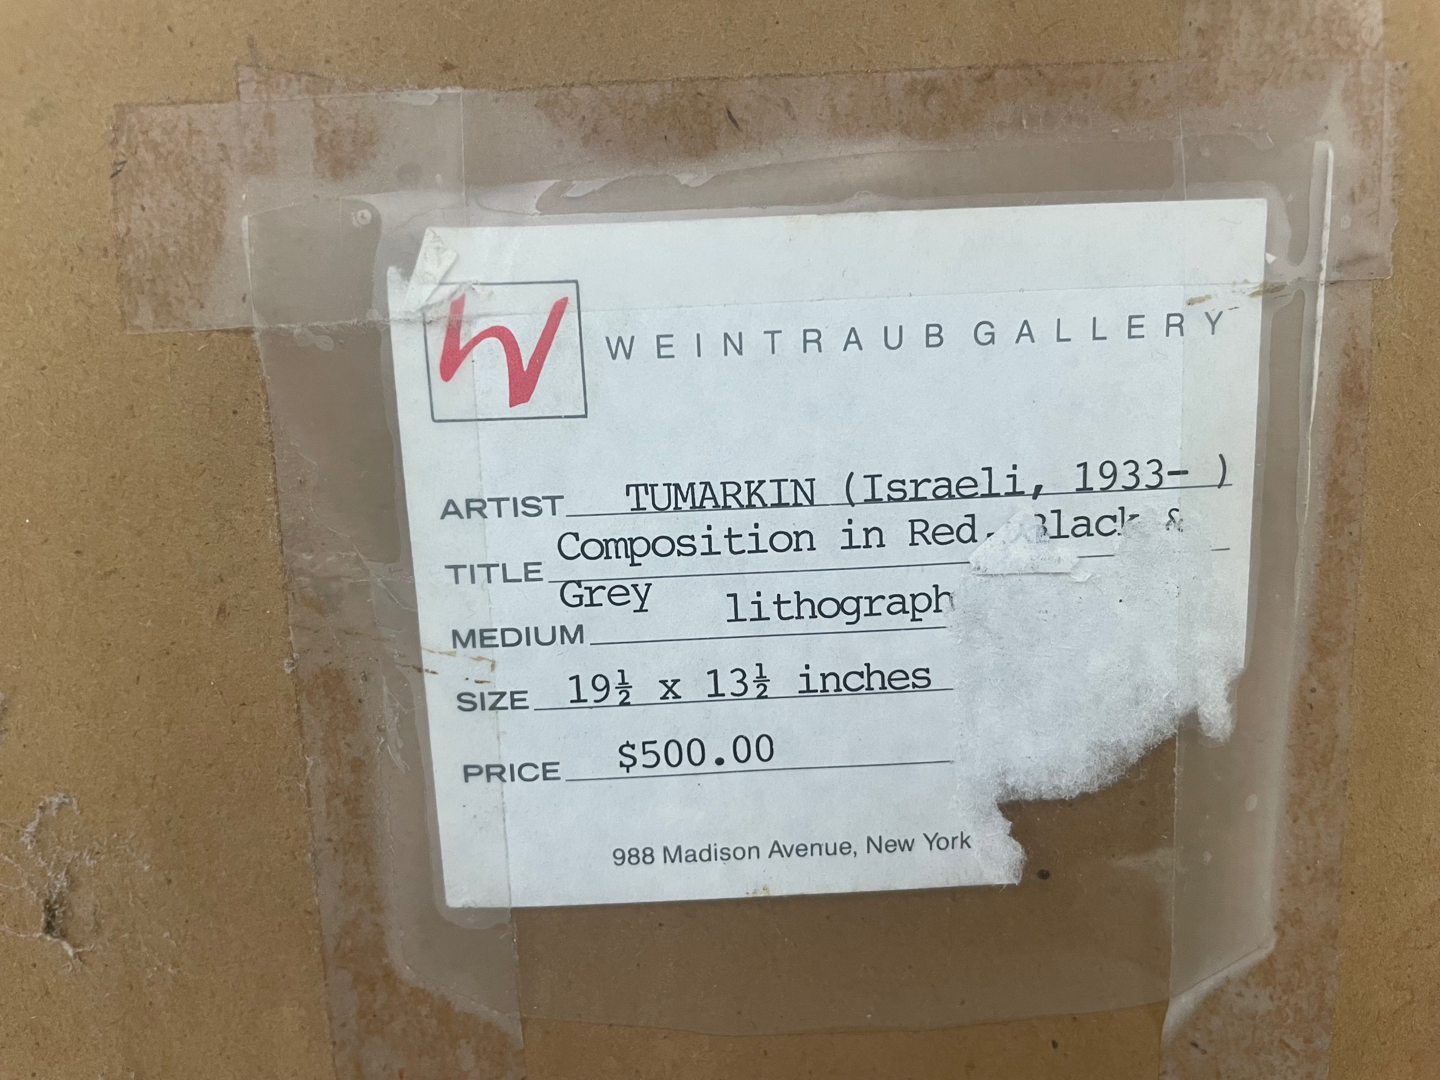 W WEINTRAUB GALLERY
ARTIST TUMARKIN (Israeli, 1933- )
TITLE Composition in Red, Black &
Grey
MEDIUM lithograph
SIZE 19½ x 13½ inches
PRICE $500.00
988 Madison Avenue, New York